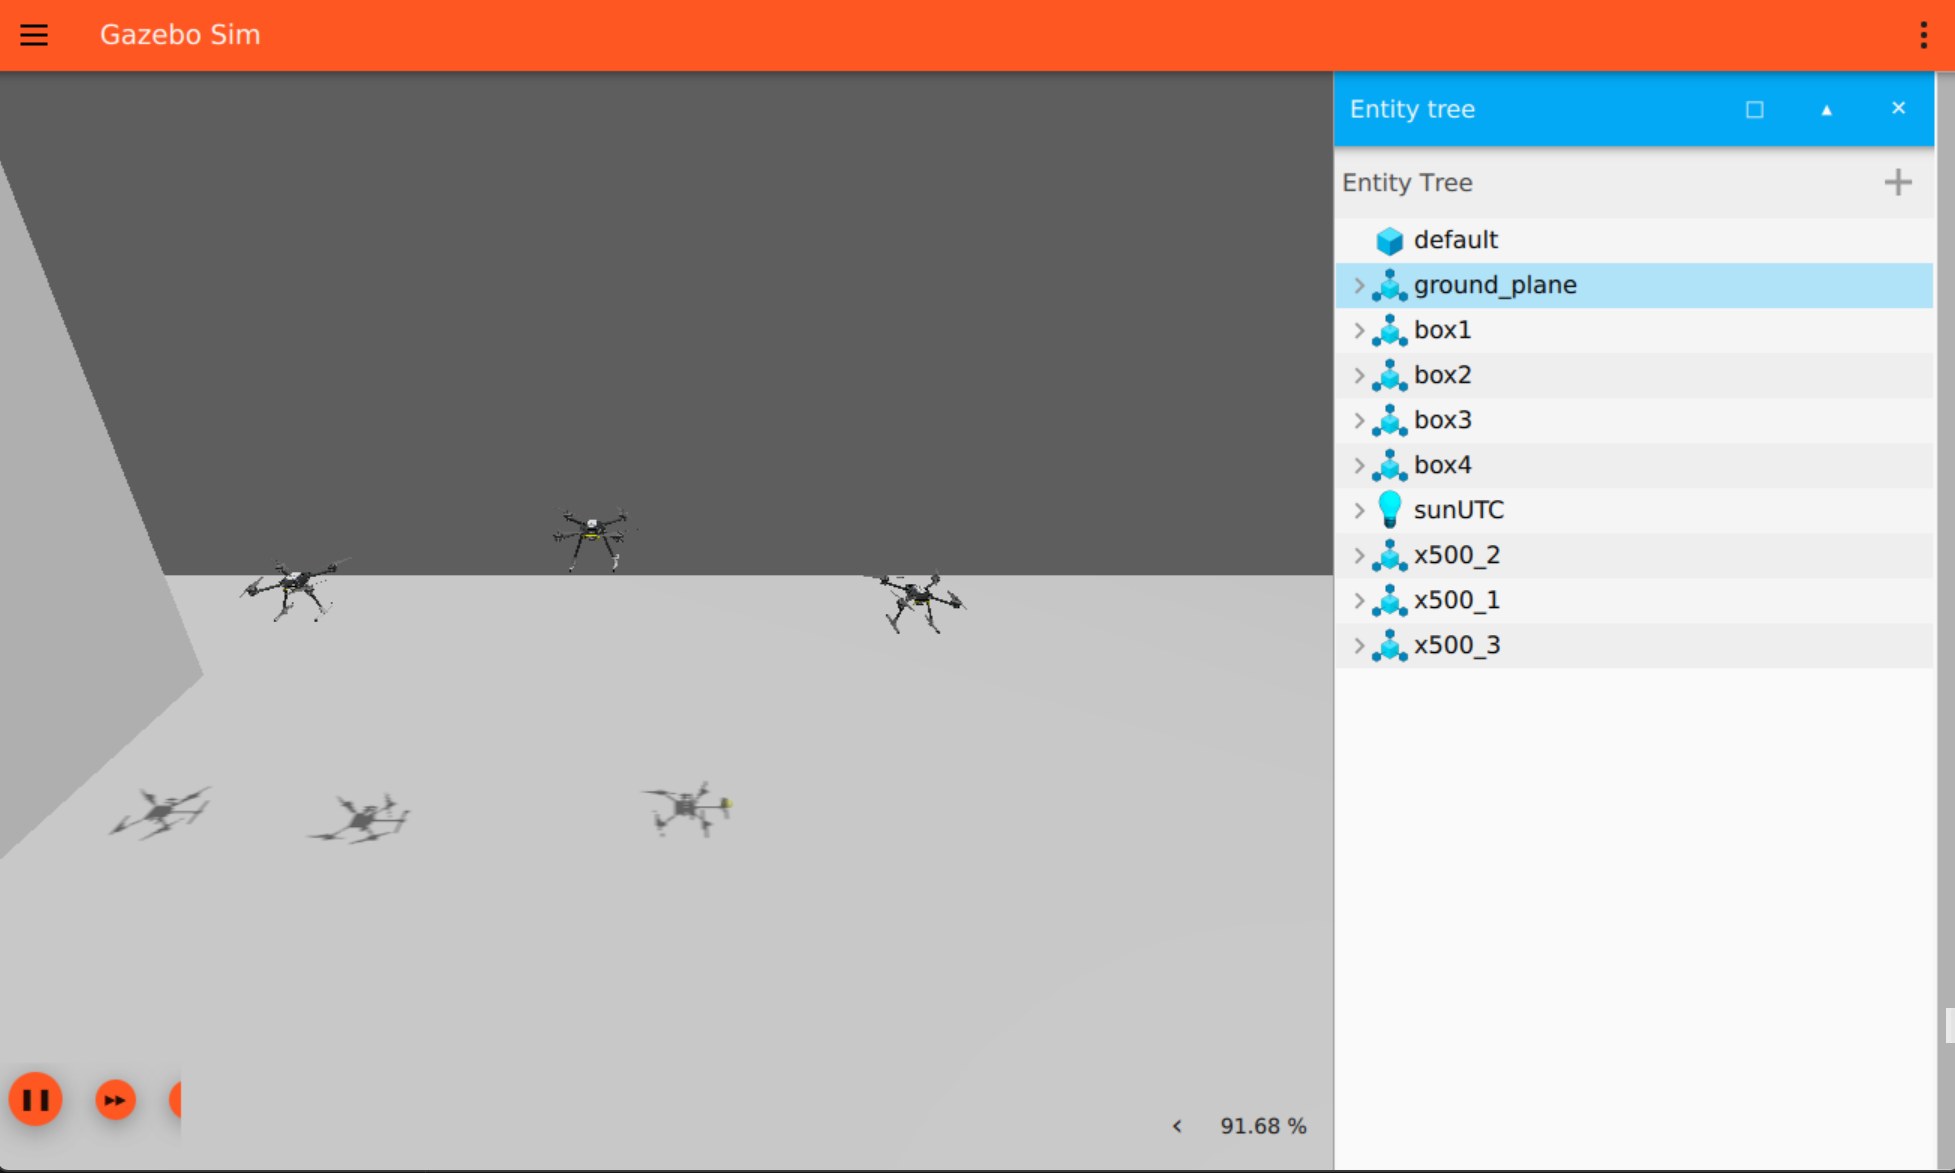 Gazebo Sim
Entity tree
Entity Tree
default
ground_plane
box1
box2
box3
box4
sunUTC
x500_2
x500_1
x500_3
91.68 %